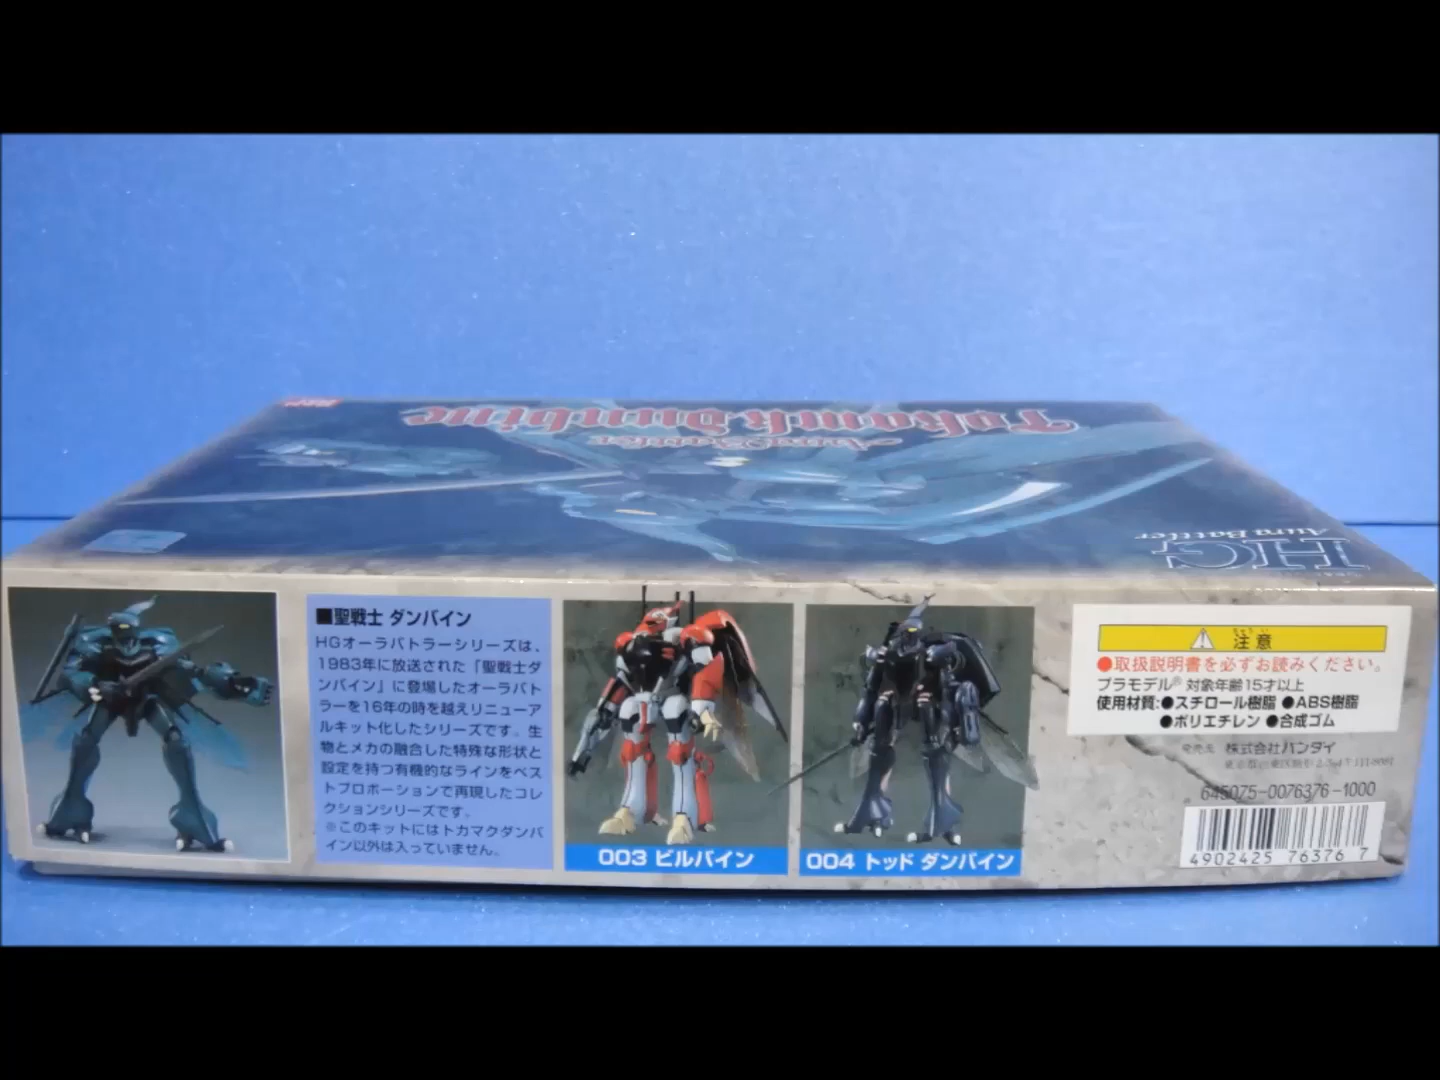 Tokamak Dunbine
Aura Battler
HG
Aura Battler
■聖戦士 ダンバイン
HGオーラバトラーシリーズは、
1983年に放送された「聖戦士ダ
ンバイン」に登場したオーラバト
ラーを16年の時を越えリニューア
ルキット化したシリーズです。生
物とメカの融合した特殊な形状と
設定を持つ有機的なラインをベス
トプロポーションで再現したコレ
クションシリーズです。
※このキットにはトカマクダンバ
イン以外は入っていません。
003 ビルバイン
004 トッド ダンバイン
注意
●取扱説明書を必ずお読みください。
プラモデル® 対象年齢15才以上
使用材質:●スチロール樹脂 ●ABS樹脂
●ポリエチレン ●合成ゴム
発売元 株式会社バンダイ
645075-0076376-1000
4902425 76376 7